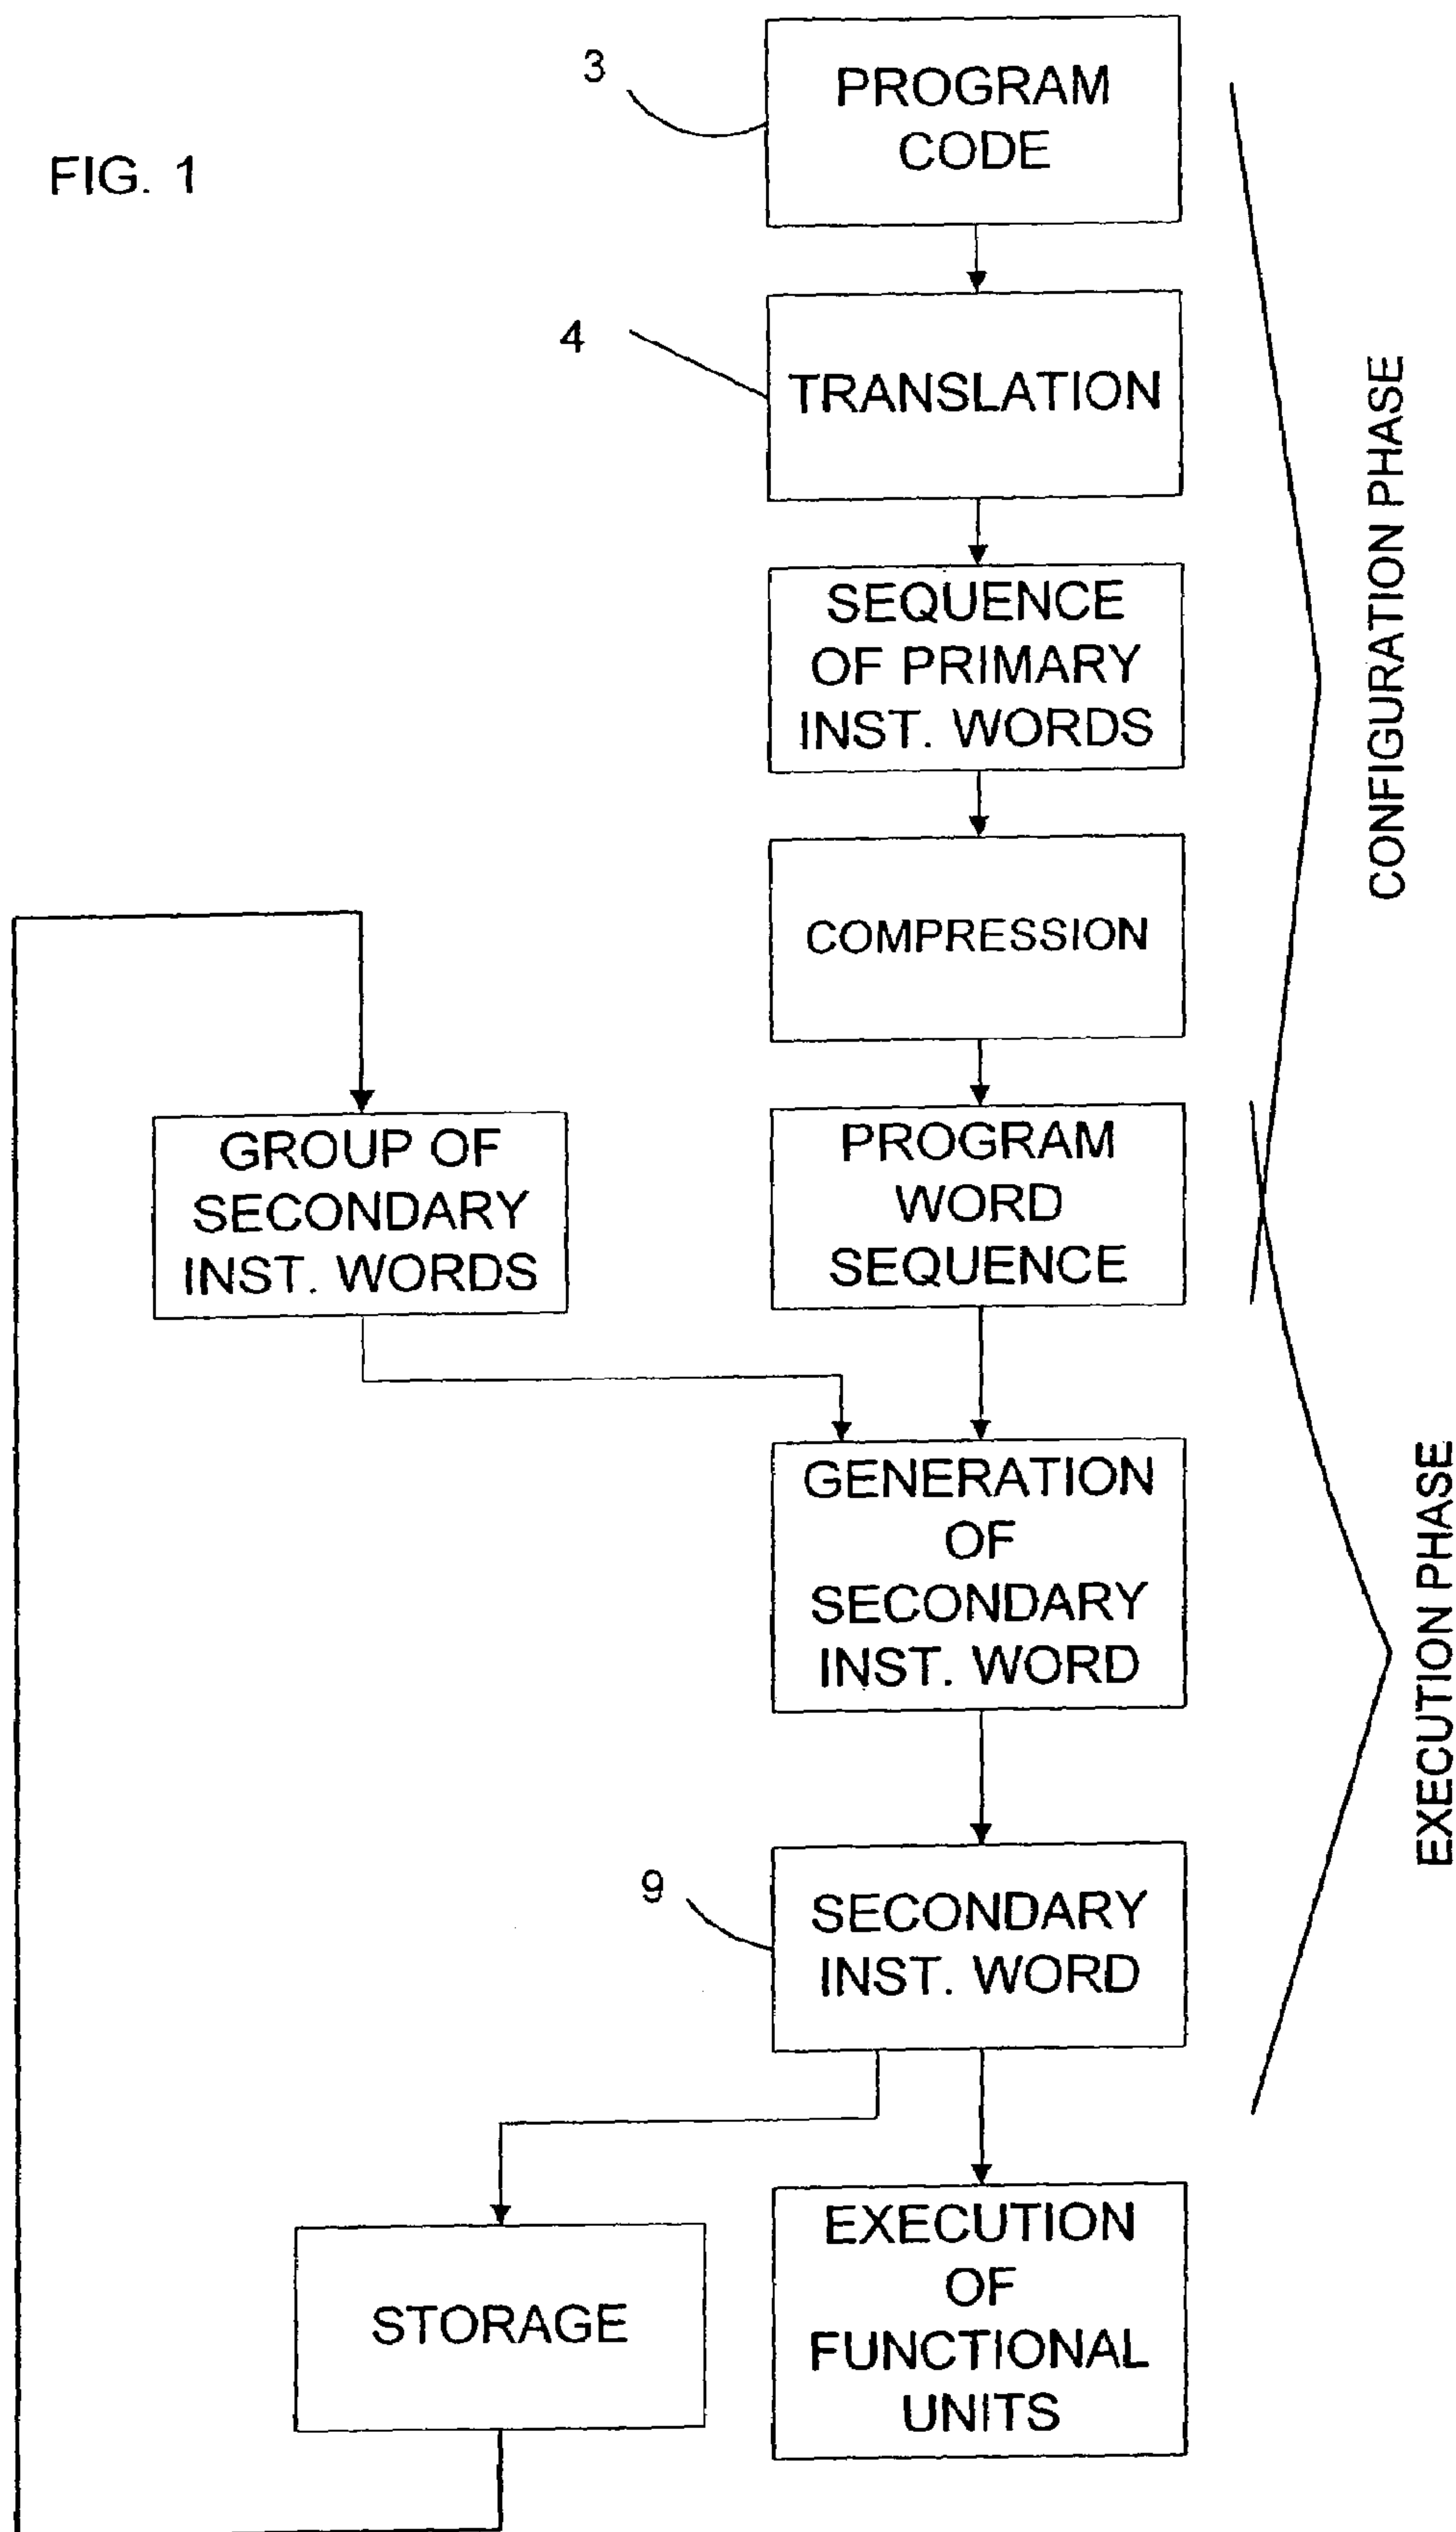 3
PROGRAM
CODE
FIG. 1
4
TRANSLATION
SEQUENCE
OF PRIMARY
INST. WORDS
CONFIGURATION PHASE
COMPRESSION
GROUP OF
SECONDARY
INST. WORDS
PROGRAM
WORD
SEQUENCE
GENERATION
OF
SECONDARY
INST. WORD
EXECUTION PHASE
9
SECONDARY
INST. WORD
STORAGE
EXECUTION
OF
FUNCTIONAL
UNITS